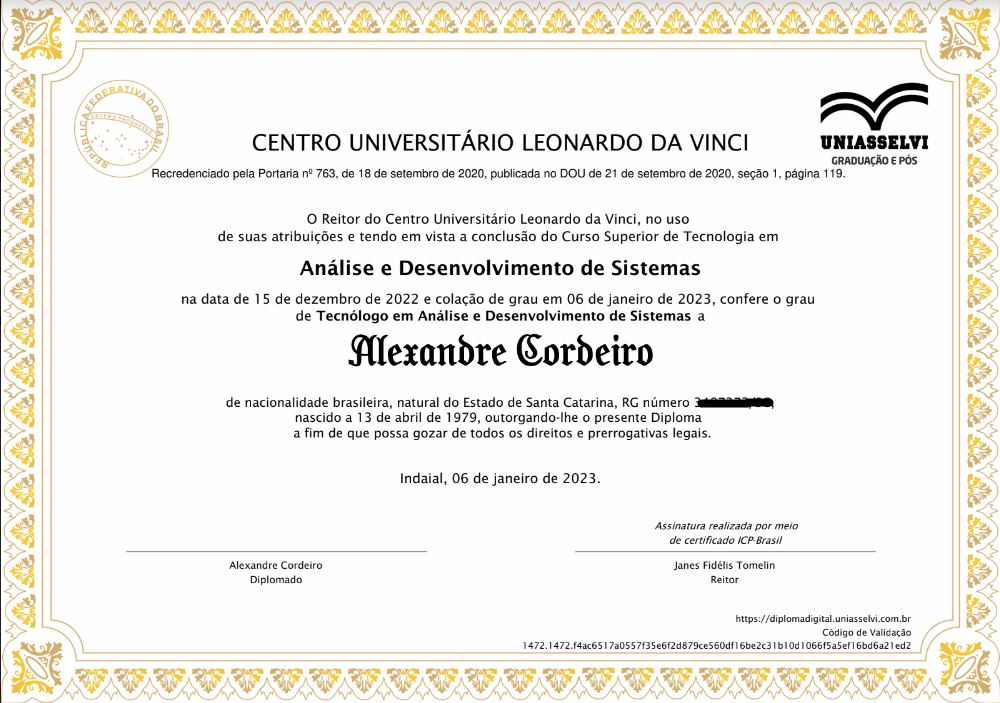 REPÚBLICA FEDERATIVA DO BRASIL
ORDEM E PROGRESSO
UNIASSELVI
GRADUAÇÃO E PÓS
CENTRO UNIVERSITÁRIO LEONARDO DA VINCI
Recredenciado pela Portaria nº 763, de 18 de setembro de 2020, publicada no DOU de 21 de setembro de 2020, seção 1, página 119.
O Reitor do Centro Universitário Leonardo da Vinci, no uso
de suas atribuições e tendo em vista a conclusão do Curso Superior de Tecnologia em
Análise e Desenvolvimento de Sistemas
na data de 15 de dezembro de 2022 e colação de grau em 06 de janeiro de 2023, confere o grau
de Tecnólogo em Análise e Desenvolvimento de Sistemas a
Alexandre Cordeiro
de nacionalidade brasileira, natural do Estado de Santa Catarina, RG número
nascido a 13 de abril de 1979, outorgando-lhe o presente Diploma
a fim de que possa gozar de todos os direitos e prerrogativas legais.
Indaial, 06 de janeiro de 2023.
Assinatura realizada por meio
de certificado ICP-Brasil
Alexandre Cordeiro
Diplomado
Janes Fidélis Tomelin
Reitor
https://diplomadigital.uniasselvi.com.br
Código de Validação
1472.1472.f4ac6517a0557f35e6f2d879ce560df16be2c31b10d1066f5a5ef16bd6a21ed2